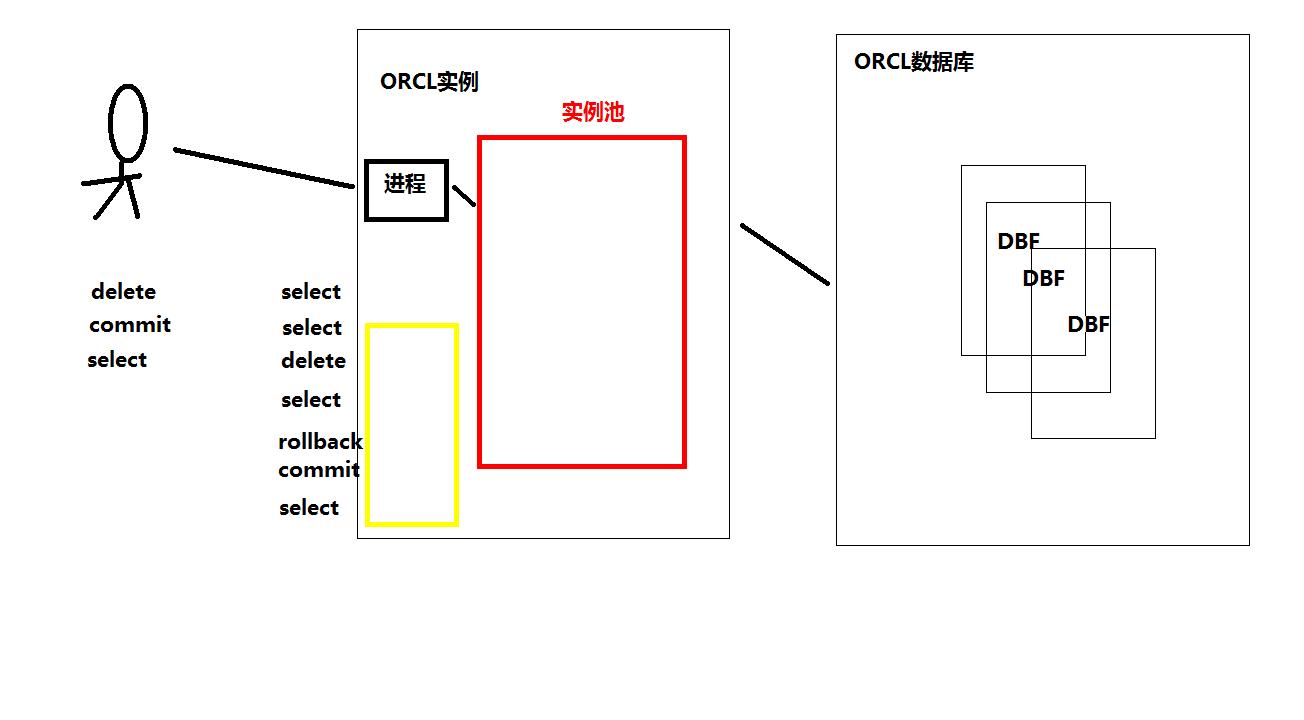 ORCL实例
实例池
进程
delete
commit
select
select
select
delete
select
rollback
commit
select
ORCL数据库
DBF
DBF
DBF